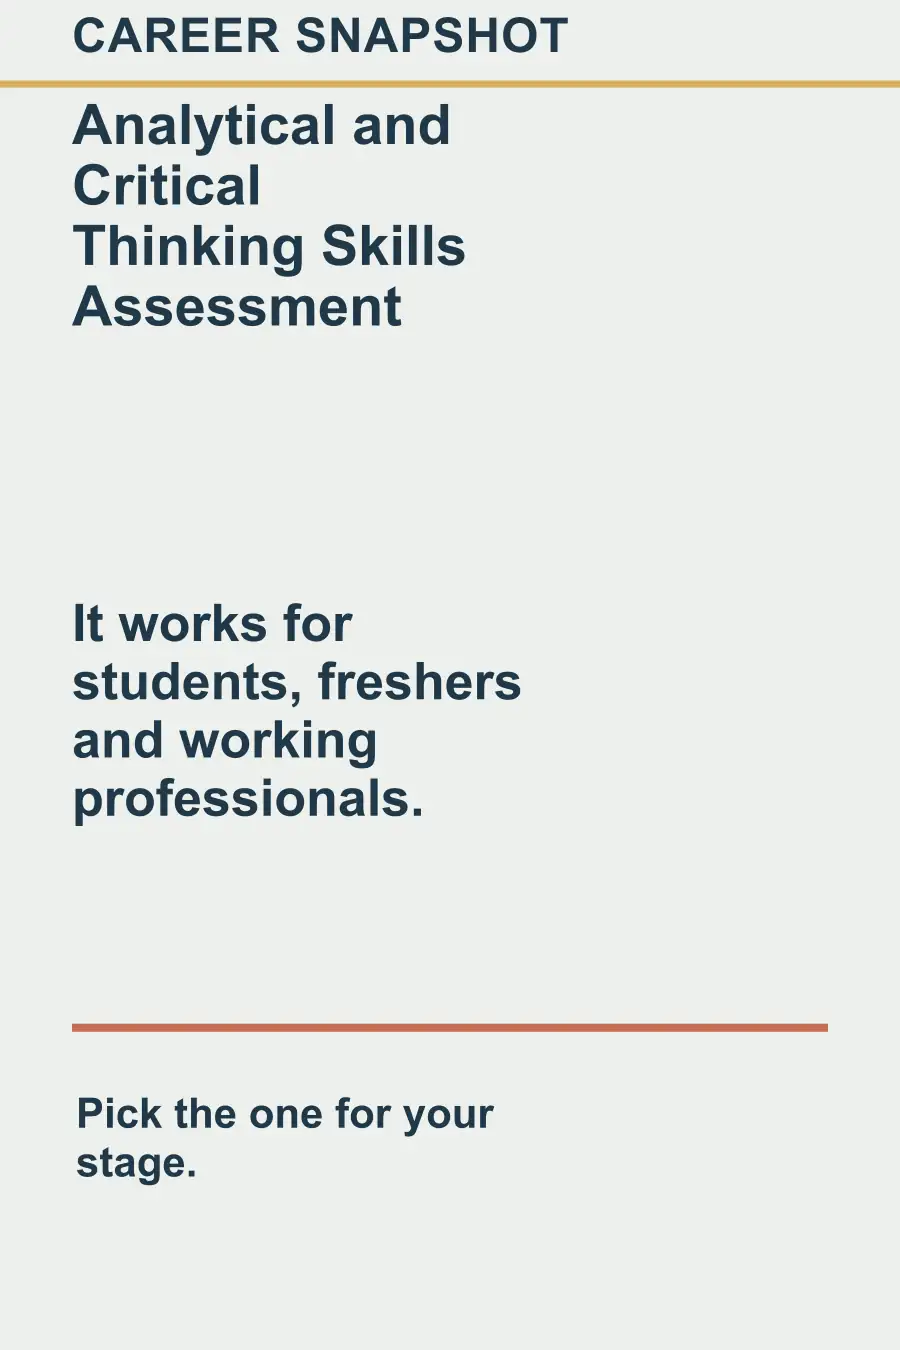 CAREER SNAPSHOT
Analytical and
Critical
Thinking Skills
Assessment
It works for
students, freshers
and working
professionals.
Pick the one for your
stage.